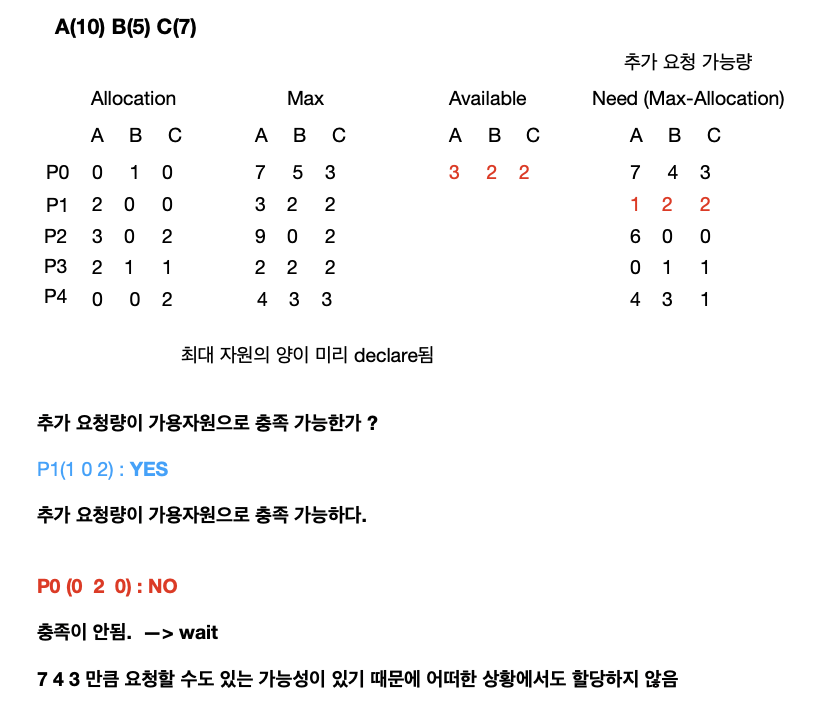 A(10) B(5) C(7)
추가 요청 가능량
Allocation Max Available Need (Max-Allocation)
A B C A B C A B C A B C
P0 0 1 0 7 5 3 3 2 2 7 4 3
P1 2 0 0 3 2 2 1 2 2
P2 3 0 2 9 0 2 6 0 0
P3 2 1 1 2 2 2 0 1 1
P4 0 0 2 4 3 3 4 3 1
최대 자원의 양이 미리 declare됨
추가 요청량이 가용자원으로 충족 가능한가 ?
P1(1 0 2) : YES
추가 요청량이 가용자원으로 충족 가능하다.
P0 (0 2 0) : NO
충족이 안됨. —> wait
7 4 3 만큼 요청할 수도 있는 가능성이 있기 때문에 어떠한 상황에서도 할당하지 않음